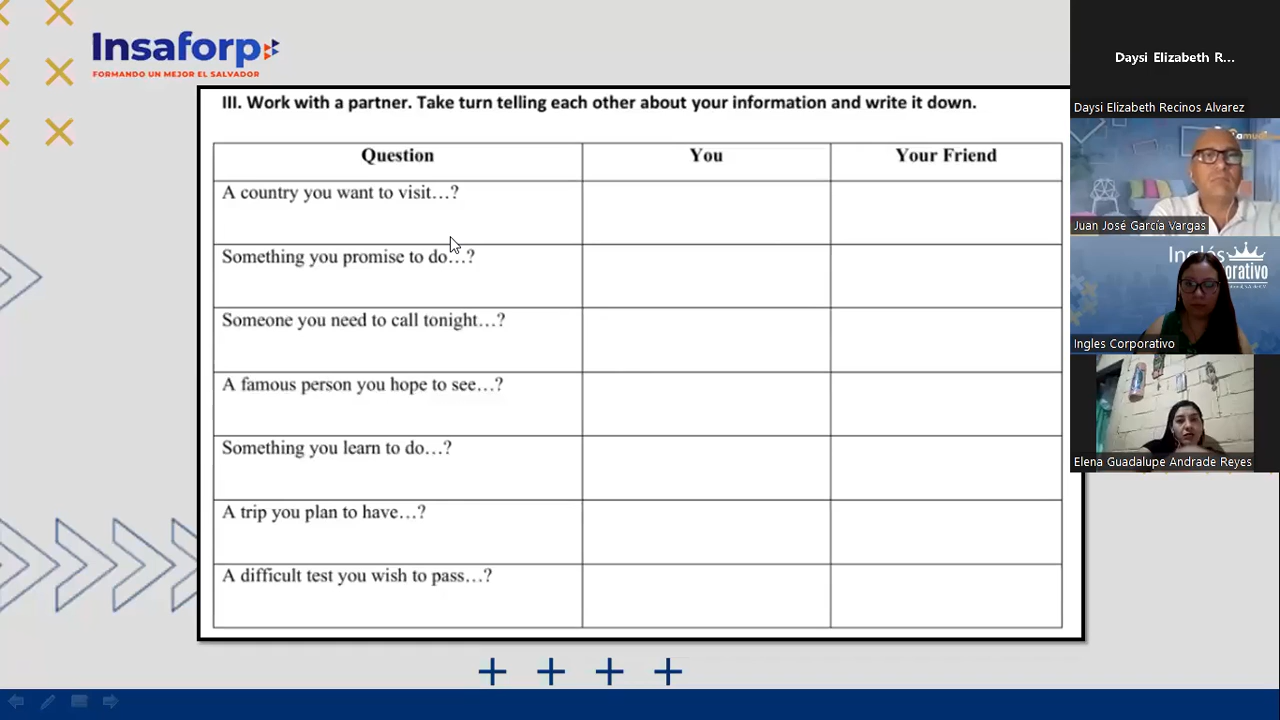 Insaforp
FORMANDO UN MEJOR EL SALVADOR
III. Work with a partner. Take turn telling each other about your information and write it down.
Question You Your Friend
A country you want to visit…?
Something you promise to do…?
Someone you need to call tonight…?
A famous person you hope to see…?
Something you learn to do…?
A trip you plan to have…?
A difficult test you wish to pass…?
Daysi Elizabeth R...
Daysi Elizabeth Recinos Alvarez
Juan José García Vargas
Inglés
Ingles Corporativo
Elena Guadalupe Andrade Reyes